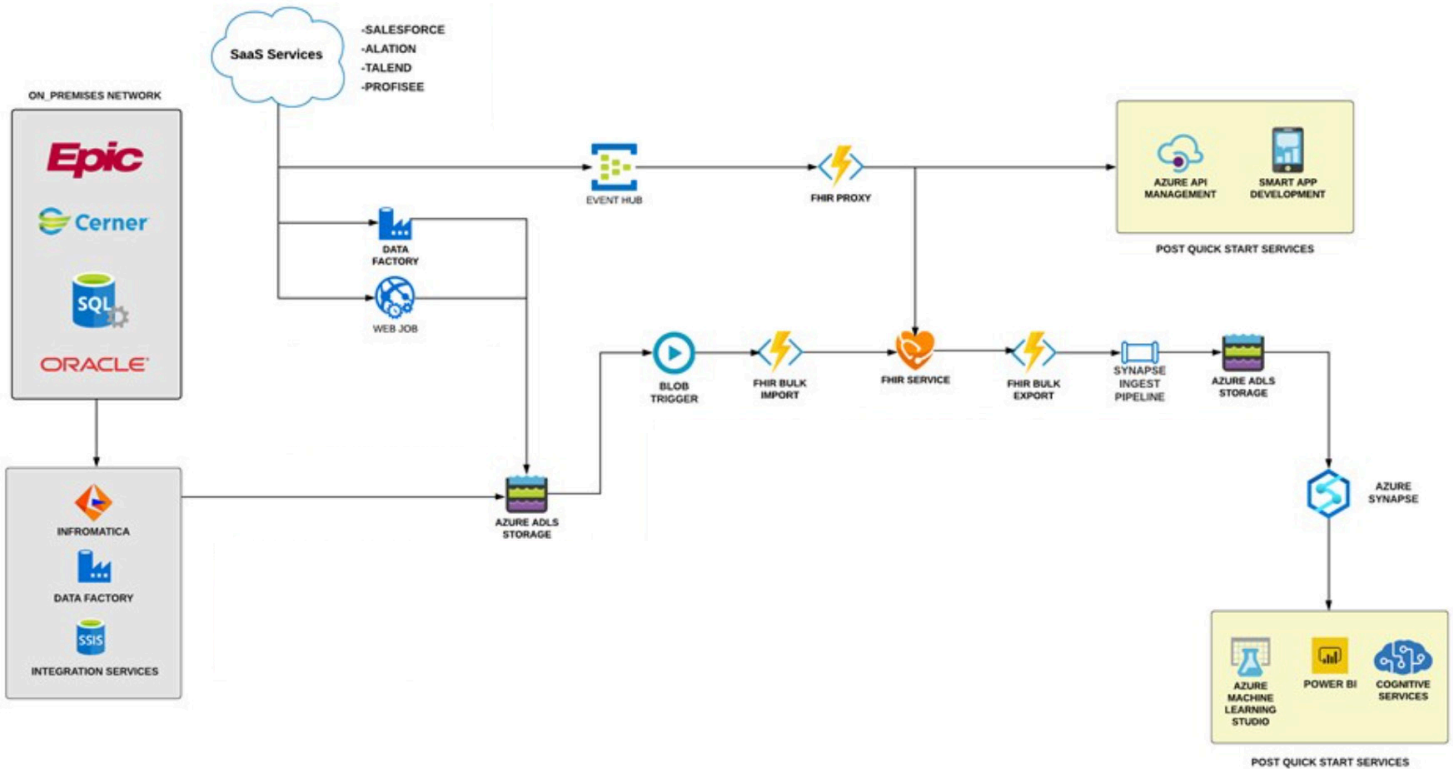 SaaS Services
-SALESFORCE
-ALATION
-TALEND
-PROFISEE
ON_PREMISES NETWORK
Epic
Cerner
SQL
ORACLE
EVENT HUB
FHIR PROXY
AZURE API
MANAGEMENT
SMART APP
DEVELOPMENT
POST QUICK START SERVICES
DATA
FACTORY
WEB JOB
BLOB
TRIGGER
FHIR BULK
IMPORT
FHIR SERVICE
FHIR BULK
EXPORT
SYNAPSE
INGEST
PIPELINE
AZURE ADLS
STORAGE
INFROMATICA
DATA FACTORY
SSIS
INTEGRATION SERVICES
AZURE ADLS
STORAGE
AZURE
SYNAPSE
AZURE
MACHINE
LEARNING
STUDIO
POWER BI
COGNITIVE
SERVICES
POST QUICK START SERVICES